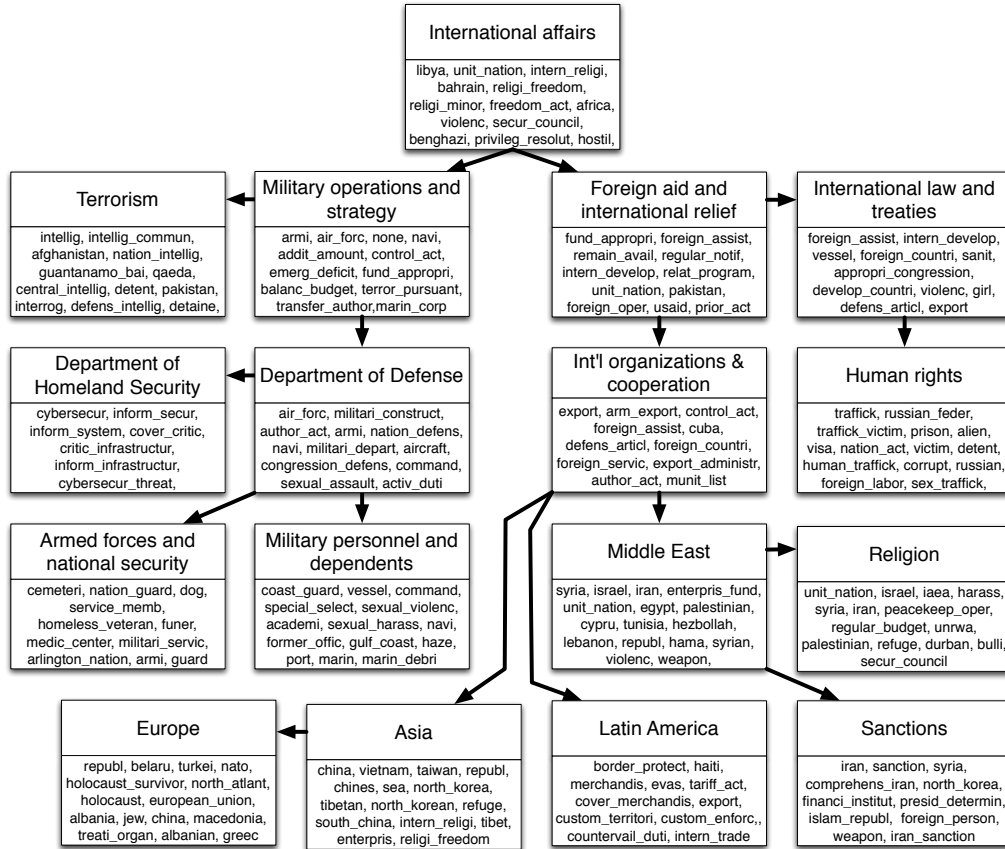 International affairs
libya, unit_nation, intern_religi,
bahrain, religi_freedom,
religi_minor, freedom_act, africa,
violenc, secur_council,
benghazi, privileg_resolut, hostil,
Terrorism
intellig, intellig_commun,
afghanistan, nation_intellig,
guantanamo_bai, qaeda,
central_intellig, detent, pakistan,
interrog, defens_intellig, detaine,
Military operations and
strategy
armi, air_forc, none, navi,
addit_amount, control_act,
emerg_deficit, fund_appropri,
balanc_budget, terror_pursuant,
transfer_author,marin_corp
Foreign aid and
international relief
fund_appropri, foreign_assist,
remain_avail, regular_notif,
intern_develop, relat_program,
unit_nation, pakistan,
foreign_oper, usaid, prior_act
International law and
treaties
foreign_assist, intern_develop,
vessel, foreign_countri, sanit,
appropri_congression,
develop_countri, violenc, girl,
defens_articl, export
Department of
Homeland Security
cybersecur, inform_secur,
inform_system, cover_critic,
critic_infrastructur,
inform_infrastructur,
cybersecur_threat,
Department of Defense
air_forc, militari_construct,
author_act, armi, nation_defens,
navi, militari_depart, aircraft,
congression_defens, command,
sexual_assault, activ_duti
Int'l organizations &
cooperation
export, arm_export, control_act,
foreign_assist, cuba,
defens_articl, foreign_countri,
foreign_servic, export_administr,
author_act, munit_list
Human rights
traffick, russian_feder,
traffick_victim, prison, alien,
visa, nation_act, victim, detent,
human_traffick, corrupt, russian,
foreign_labor, sex_traffick,
Armed forces and
national security
cemeteri, nation_guard, dog,
service_memb,
homeless_veteran, funer,
medic_center, militari_servic,
arlington_nation, armi, guard
Military personnel and
dependents
coast_guard, vessel, command,
special_select, sexual_violenc,
academi, sexual_harass, navi,
former_offic, gulf_coast, haze,
port, marin, marin_debri
Middle East
syria, israel, iran, enterpris_fund,
unit_nation, egypt, palestinian,
cypru, tunisia, hezbollah,
lebanon, republ, hama, syrian,
violenc, weapon,
Religion
unit_nation, israel, iaea, harass,
syria, iran, peacekeep_oper,
regular_budget, unrwa,
palestinian, refuge, durban, bulli,
secur_council
Europe
republ, belaru, turkei, nato,
holocaust_survivor, north_atlant,
holocaust, european_union,
albania, jew, china, macedonia,
treati_organ, albanian, greec
Asia
china, vietnam, taiwan, republ,
chines, sea, north_korea,
tibetan, north_korean, refuge,
south_china, intern_religi, tibet,
enterpris, religi_freedom
Latin America
border_protect, haiti,
merchandis, evas, tariff_act,
cover_merchandis, export,
custom_territori, custom_enforc,,
countervail_duti, intern_trade
Sanctions
iran, sanction, syria,
comprehens_iran, north_korea,
financi_institut, presid_determin,
islam_republ, foreign_person,
weapon, iran_sanction